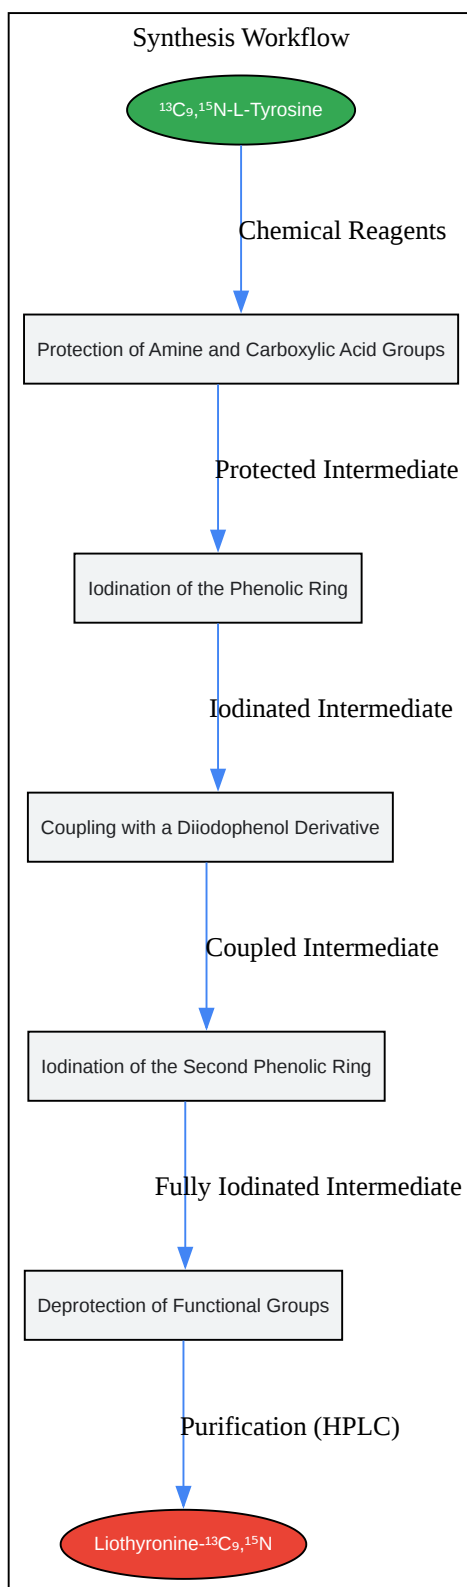 Synthesis Workflow
¹³C₉,¹⁵N-L-Tyrosine
Chemical Reagents
Protection of Amine and Carboxylic Acid Groups
Protected Intermediate
Iodination of the Phenolic Ring
Iodinated Intermediate
Coupling with a Diiodophenol Derivative
Coupled Intermediate
Iodination of the Second Phenolic Ring
Fully Iodinated Intermediate
Deprotection of Functional Groups
Purification (HPLC)
Liothyronine-¹³C₉,¹⁵N